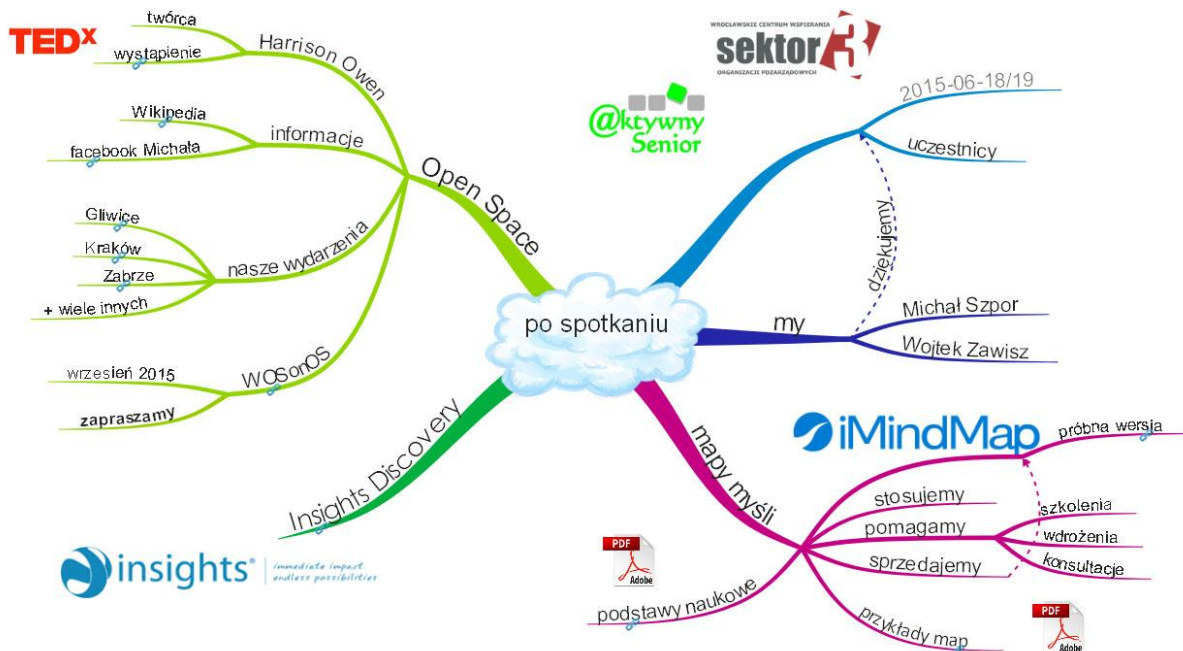 TEDx
twórca
wystąpienie
Harrison Owen
Wikipedia
facebook Michała
informacje
Gliwice
Kraków
Zabrze
+ wiele innych
nasze wydarzenia
wrzesień 2015
zapraszamy
WOSonOS
Open Space
Insights Discovery
insights®
immediate impact
endless possibilities
po spotkaniu
WROCŁAWSKIE CENTRUM WSPIERANIA
sektor 3
ORGANIZACJI POZARZĄDOWYCH
@ktywny
Senior
2015-06-18/19
uczestnicy
dziękujemy
my
Michał Szpor
Wojtek Zawisz
mapy myśli
iMindMap
próbna wersja
stosujemy
pomagamy
szkolenia
wdrożenia
konsultacje
sprzedajemy
przykłady map
PDF
Adobe
podstawy naukowe
PDF
Adobe